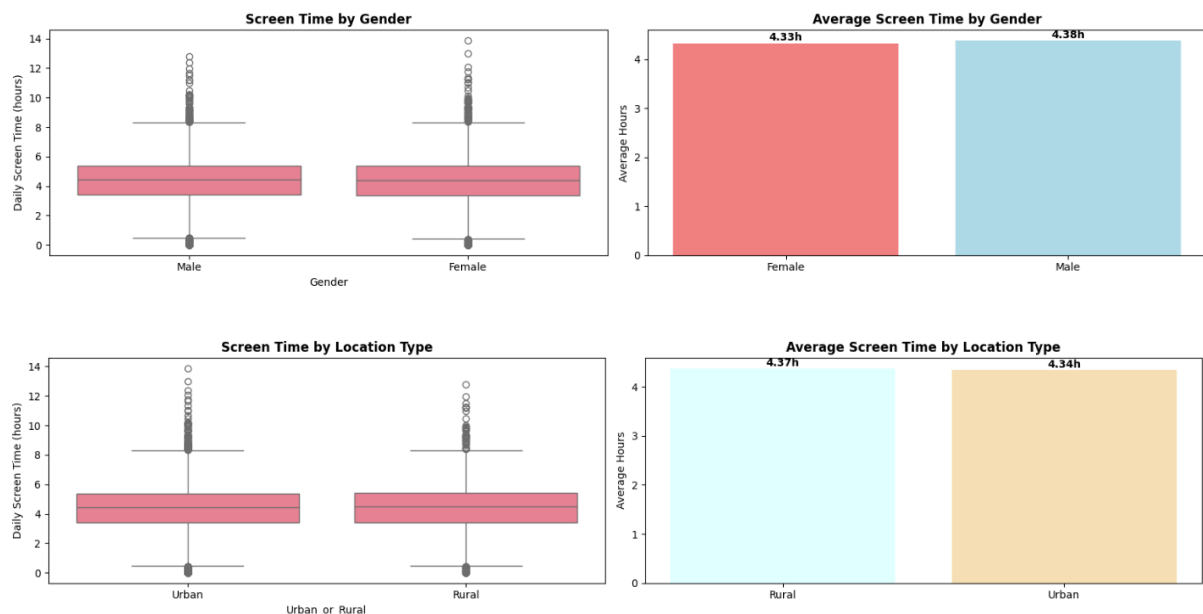 Screen Time by Gender
Daily Screen Time (hours)
14
12
10
8
6
4
2
0
Male
Female
Gender
Average Screen Time by Gender
Average Hours
4
3
2
1
0
4.33h
4.38h
Female
Male
Screen Time by Location Type
Daily Screen Time (hours)
14
12
10
8
6
4
2
0
Urban
Rural
Urban_or_Rural
Average Screen Time by Location Type
Average Hours
4
3
2
1
0
4.37h
4.34h
Rural
Urban